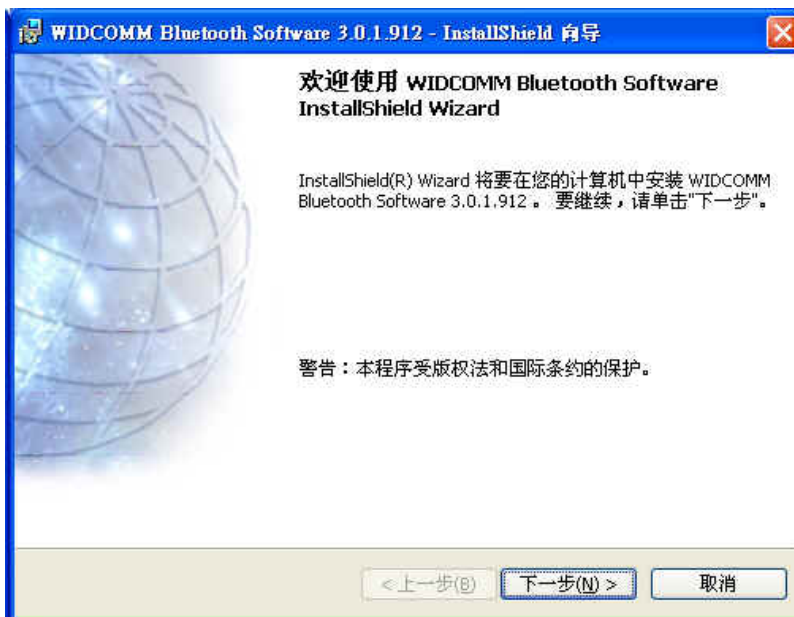 WIDCOMM Bluetooth Software 3.0.1.912 - InstallShield 向导
欢迎使用 WIDCOMM Bluetooth Software
InstallShield Wizard
InstallShield(R) Wizard 将要在您的计算机中安装 WIDCOMM
Bluetooth Software 3.0.1.912 。 要继续，请单击"下一步"。
警告：本程序受版权法和国际条约的保护。
<上一步(B)
下一步(N) >
取消